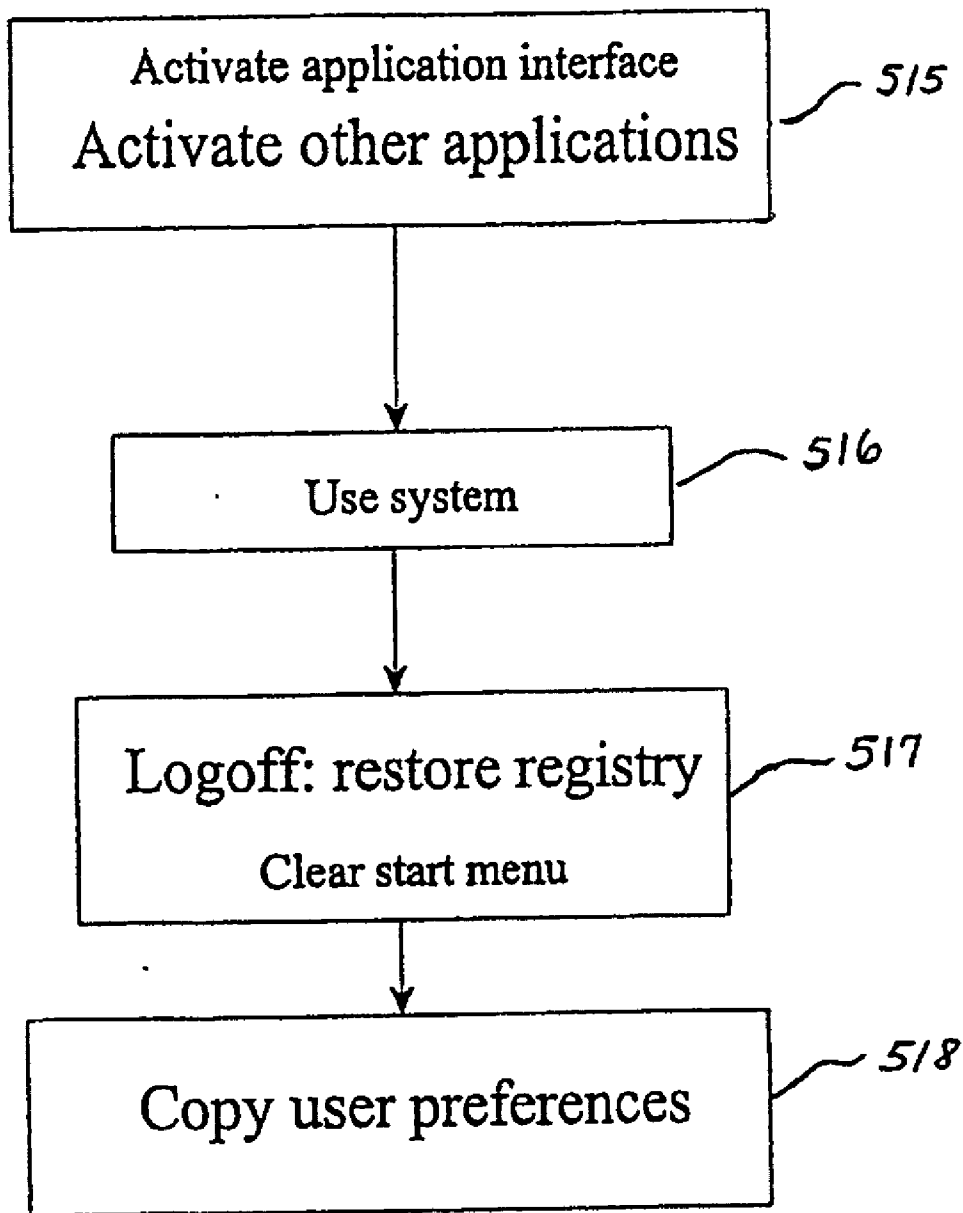 Activate application interface
515
Activate other applications
516
Use system
517
Logoff: restore registry
Clear start menu
518
Copy user preferences